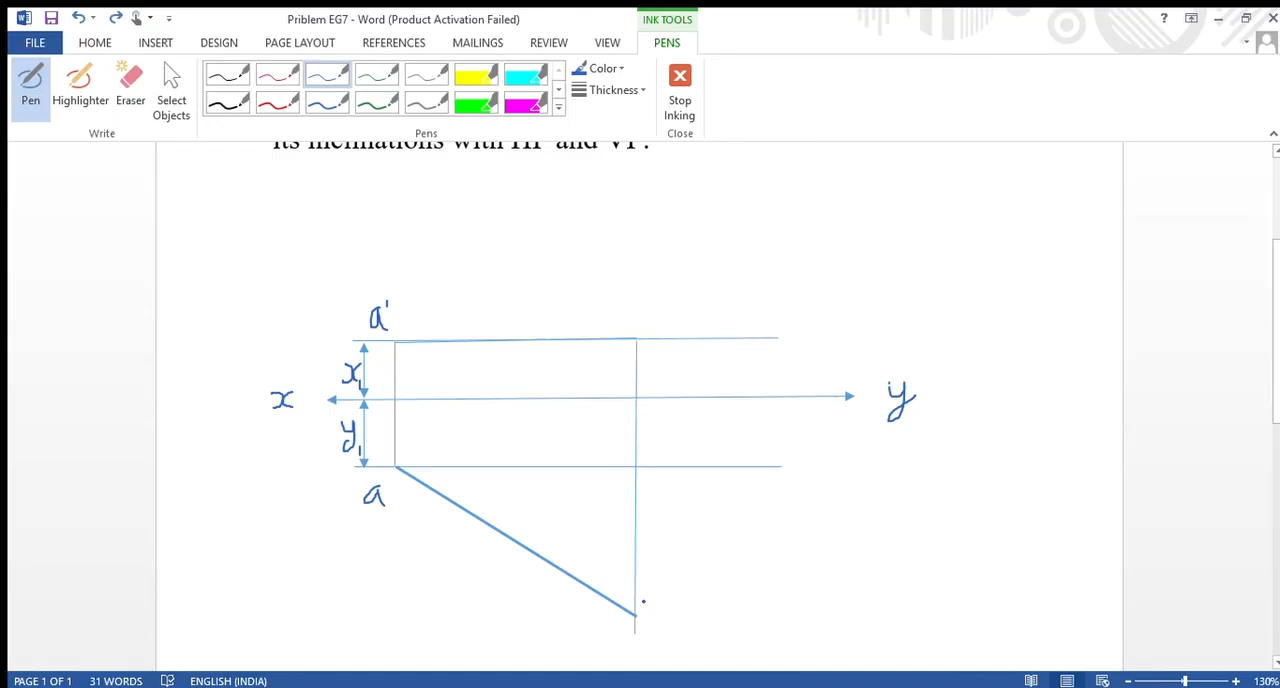 Priblem EG7 - Word (Product Activation Failed)
INK TOOLS
?
FILE HOME INSERT DESIGN PAGE LAYOUT REFERENCES MAILINGS REVIEW VIEW PENS
Pen Highlighter Eraser Select Objects
Color
Thickness
Stop Inking
Write Pens Close
its inclinations with HP and VP.
a'
x1
x y
y1
a
PAGE 1 OF 1 31 WORDS ENGLISH (INDIA) 130%